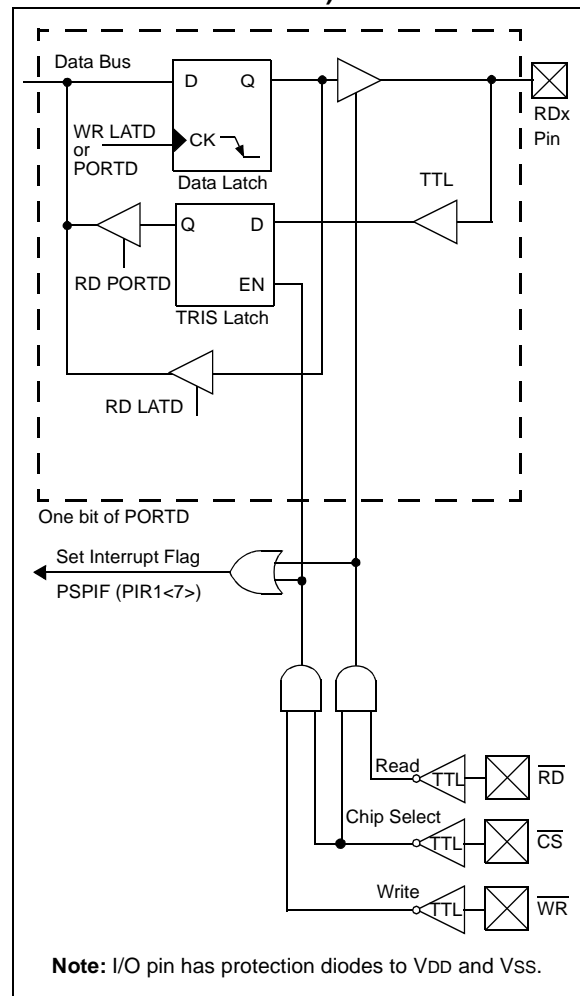 Data Bus
D Q
WR LATD
or
PORTD
CK
Data Latch
RDx
Pin
TTL
Q D
RD PORTD
EN
TRIS Latch
RD LATD
One bit of PORTD
Set Interrupt Flag
PSPIF (PIR1<7>)
Read
TTL
RD
Chip Select
TTL
CS
Write
TTL
WR
Note: I/O pin has protection diodes to VDD and VSS.